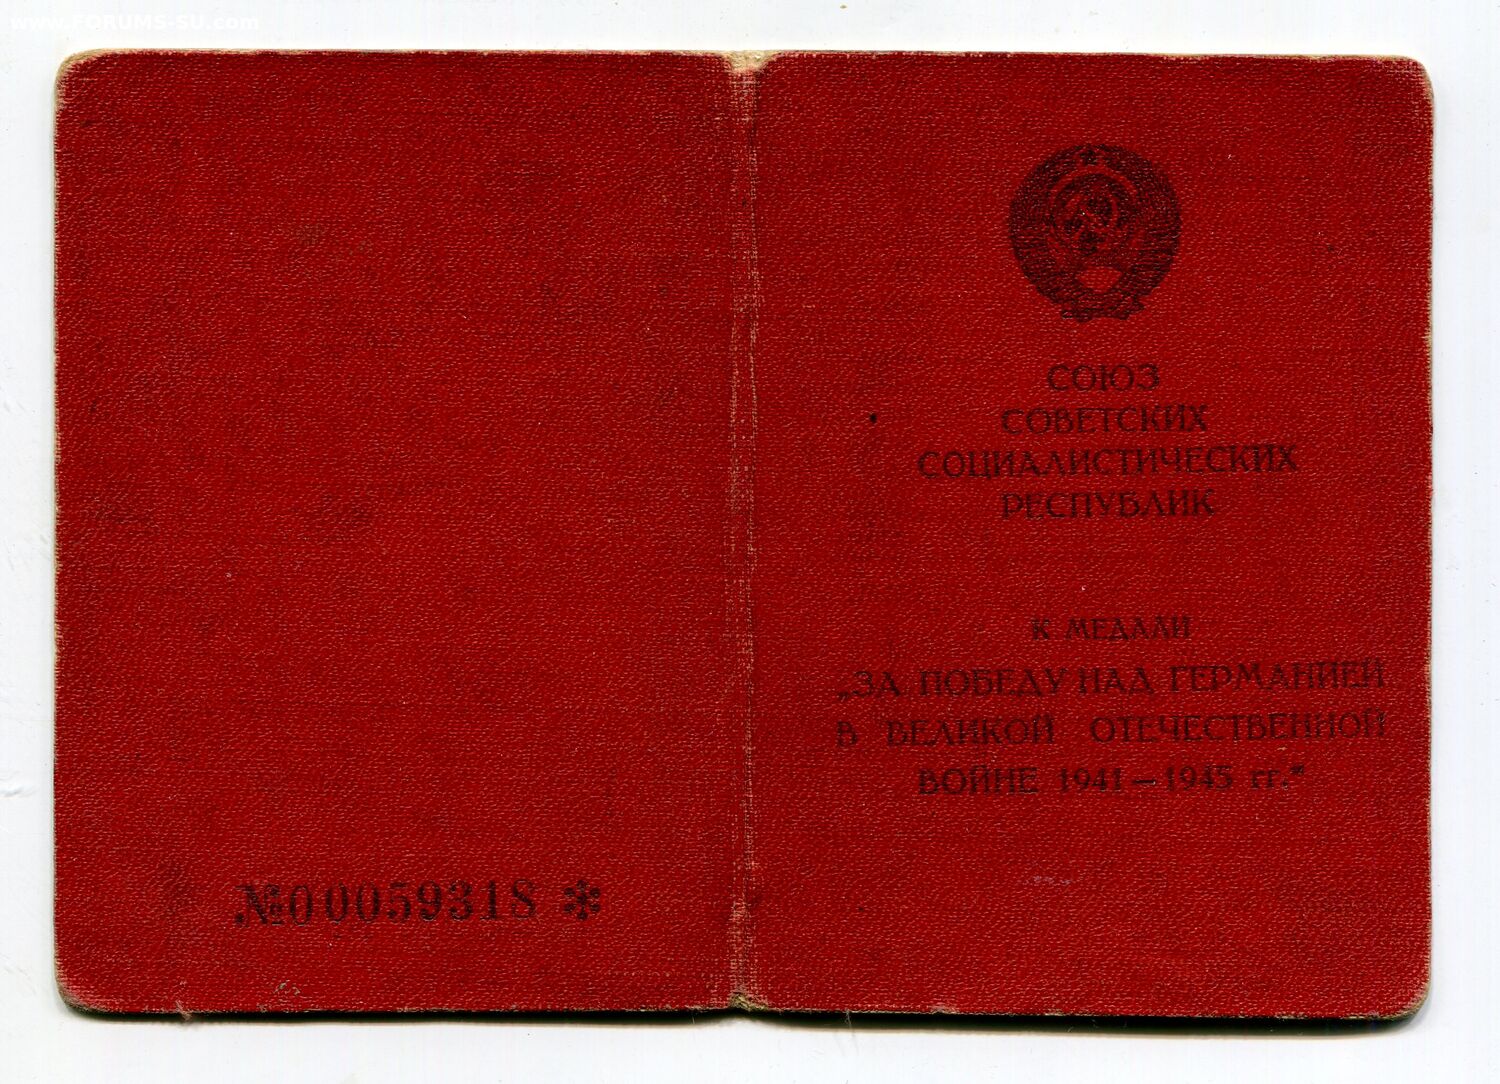 www.FORUMS-SU.com
№00059318 *
СОЮЗ
СОВЕТСКИХ
СОЦИАЛИСТИЧЕСКИХ
РЕСПУБЛИК
К МЕДАЛИ
„ЗА ПОБЕДУ НАД ГЕРМАНИЕЙ
В ВЕЛИКОЙ ОТЕЧЕСТВЕННОЙ
ВОЙНЕ 1941—1945 гг.“